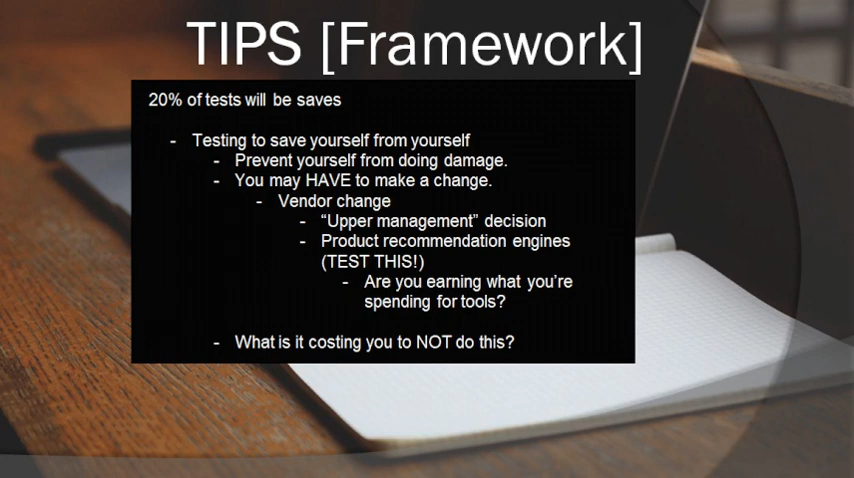 TIPS [Framework]
20% of tests will be saves
- Testing to save yourself from yourself
- Prevent yourself from doing damage.
- You may HAVE to make a change.
- Vendor change
- “Upper management” decision
- Product recommendation engines
(TEST THIS!)
- Are you earning what you’re
spending for tools?
- What is it costing you to NOT do this?